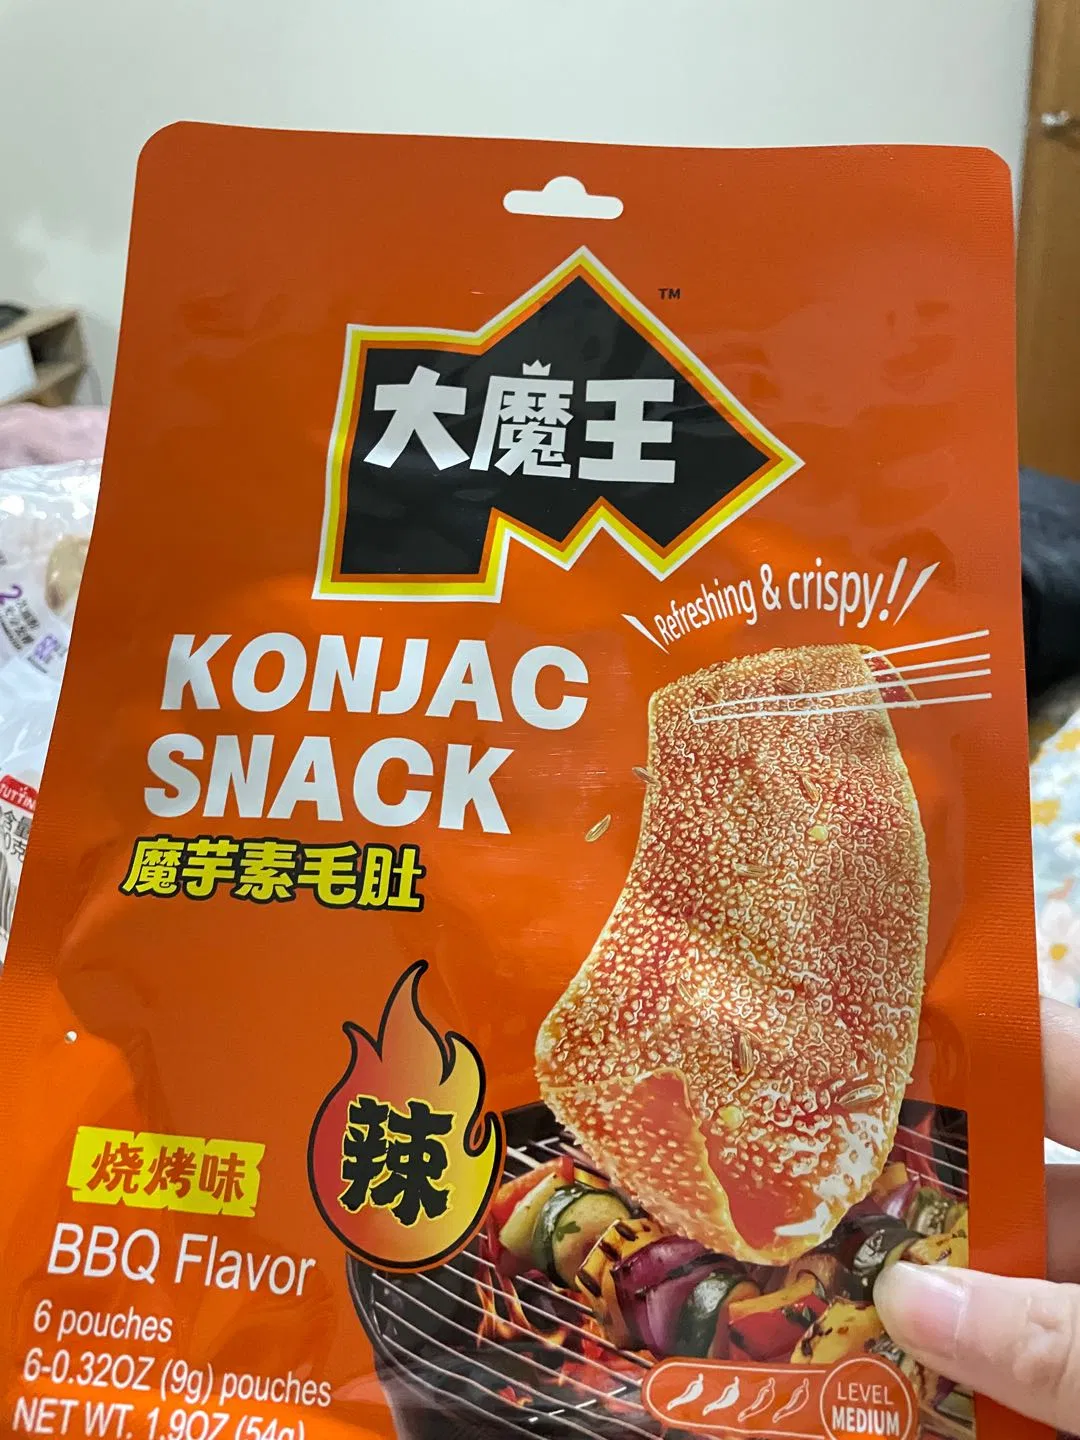 TM
大魔王
Refreshing & crispy!!
KONJAC
SNACK
魔芋素毛肚
辣
烧烤味
BBQ Flavor
6 pouches
6-0.32OZ (9g) pouches
NET WT. 1.9OZ (54g)
LEVEL
MEDIUM